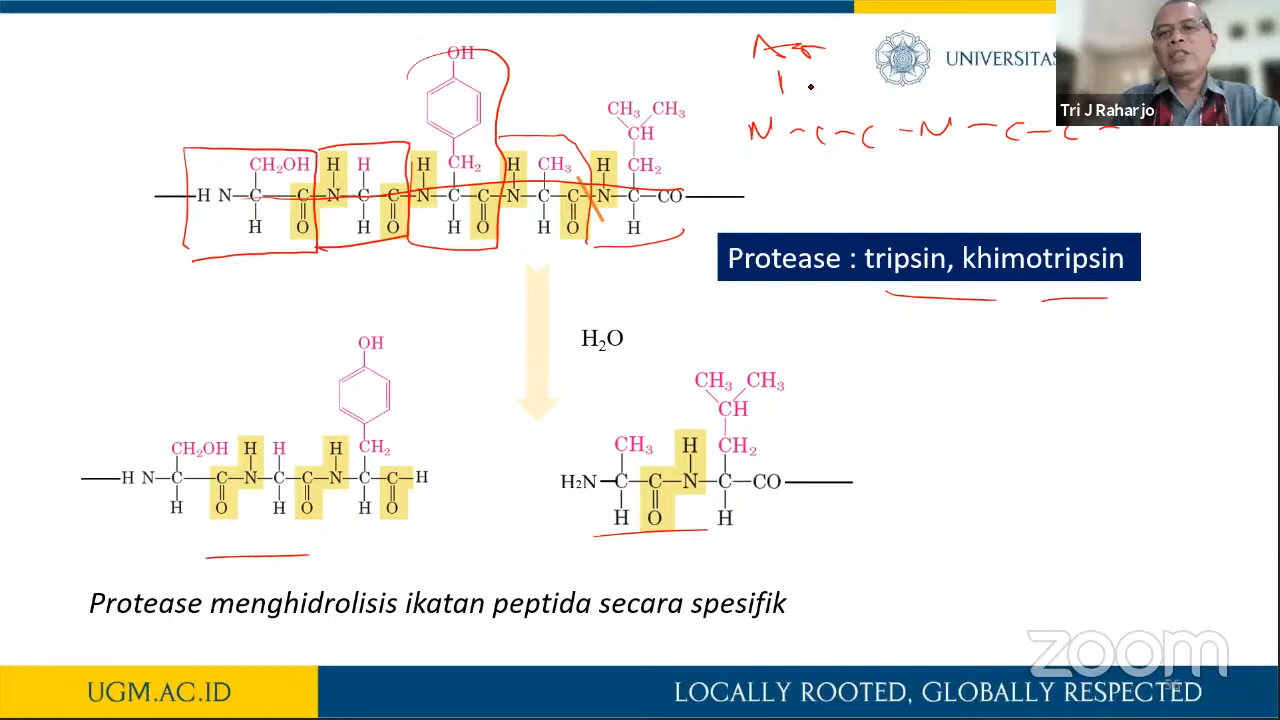 UNIVERSITAS
Tri J Raharjo
N - C - C - N - C - C -
OH
CH3 CH3
CH
CH2OH H H H CH2 H CH3 H CH2
H N C C N C C N C C N C C N C CO
H O H O H O H O H
Protease : tripsin, khimotripsin
H2O
OH
CH2OH H H H CH2
H N C C N C C N C C H
H O H O H O
CH3 CH3
CH
CH3 H CH2
H2N C C N C CO
H O H
Protease menghidrolisis ikatan peptida secara spesifik
zoom
UGM.AC.ID
LOCALLY ROOTED, GLOBALLY RESPECTED